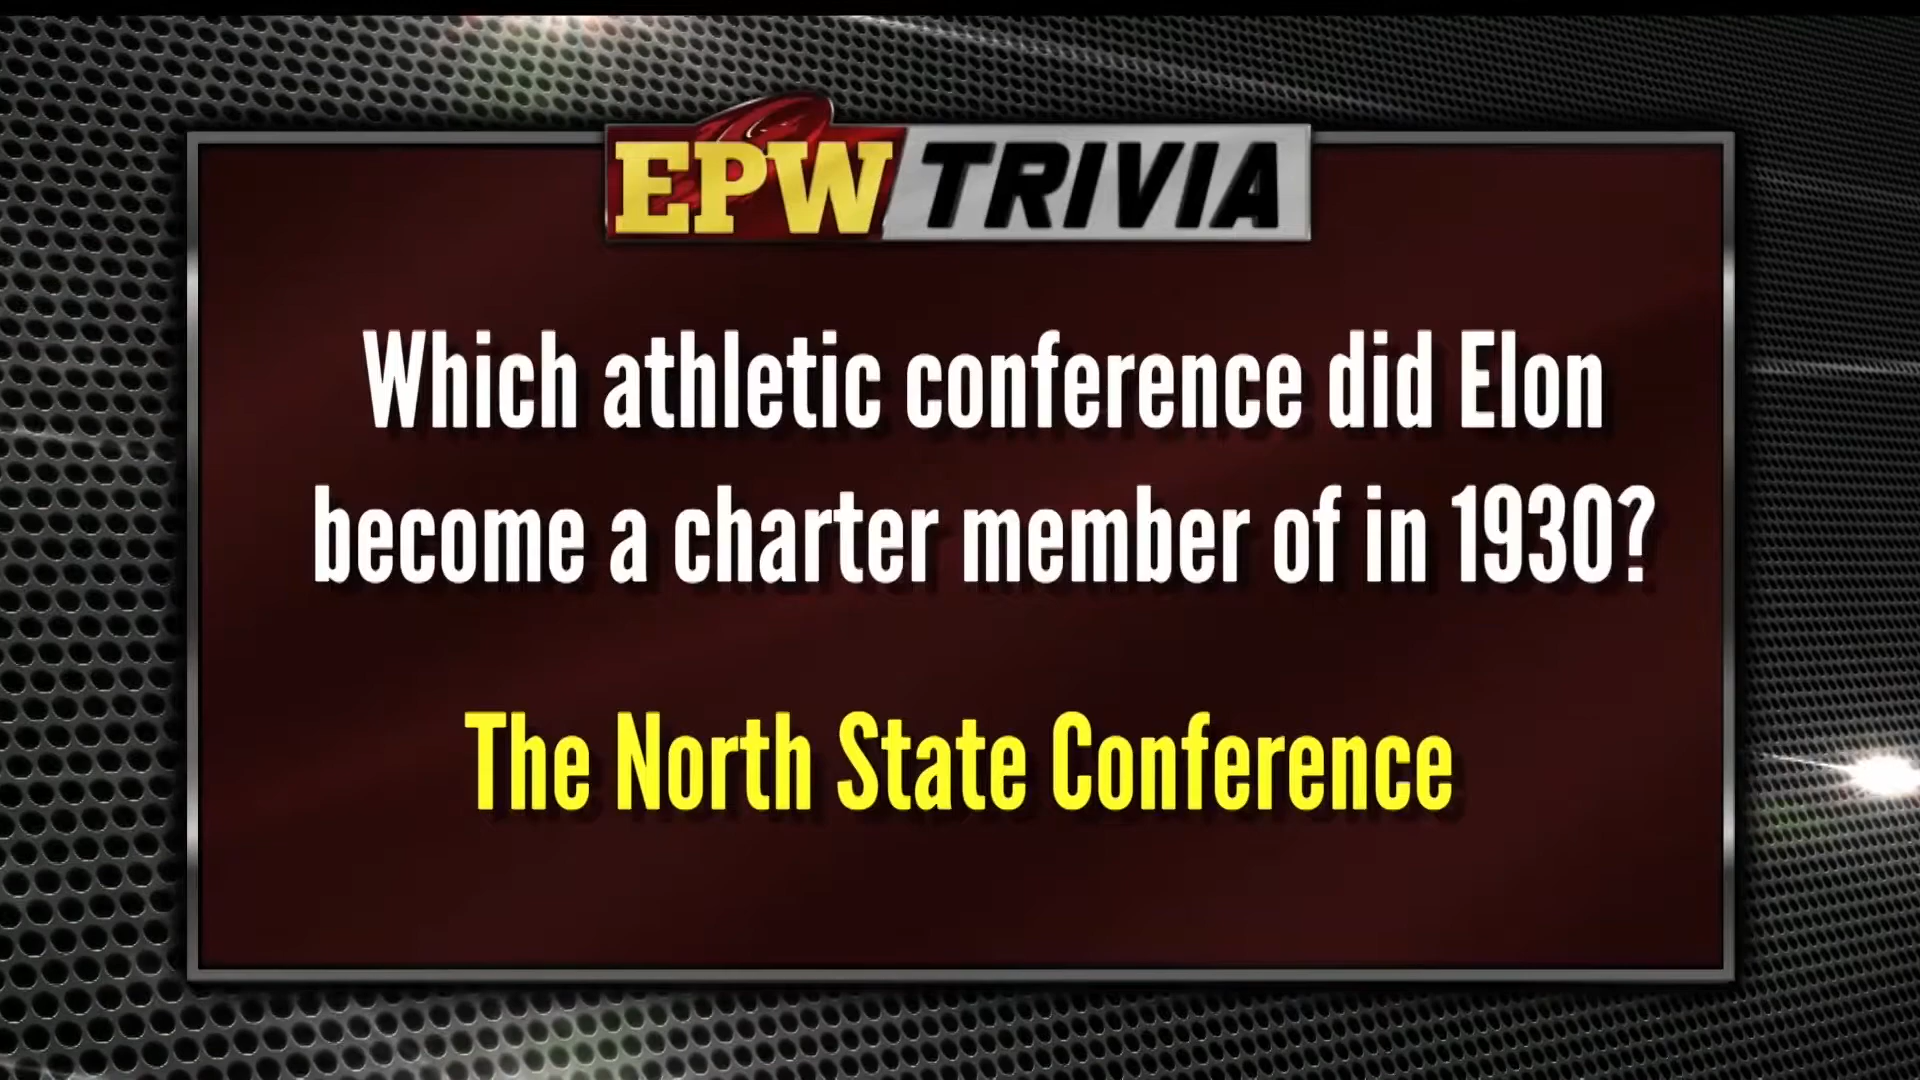 EPW TRIVIA
Which athletic conference did Elon
become a charter member of in 1930?
The North State Conference